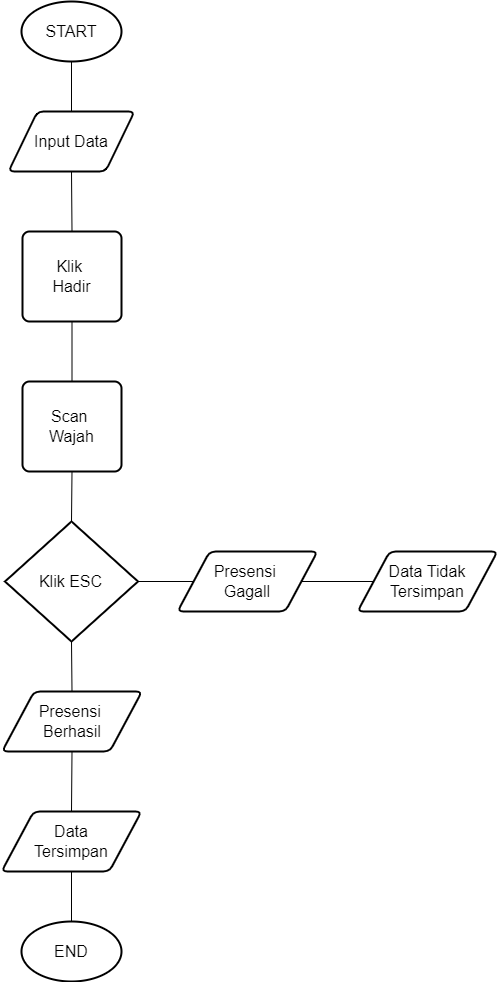 START
Input Data
Klik
Hadir
Scan
Wajah
Klik ESC
Presensi
Gagall
Data Tidak
Tersimpan
Presensi
Berhasil
Data
Tersimpan
END